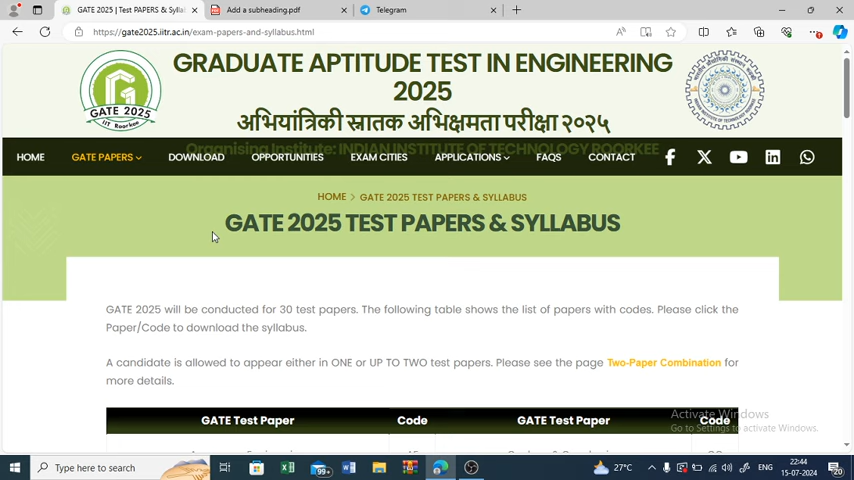 GATE 2025 | Test PAPERS & Syllab
Add a subheading.pdf
Telegram
https://gate2025.iitr.ac.in/exam-papers-and-syllabus.html
GATE 2025
IIT Roorkee
GRADUATE APTITUDE TEST IN ENGINEERING
2025
अभियांत्रिकी स्नातक अभिक्षमता परीक्षा २०२५
Organising Institute: INDIAN INSTITUTE OF TECHNOLOGY ROORKEE
HOME GATE PAPERS DOWNLOAD OPPORTUNITIES EXAM CITIES APPLICATIONS FAQS CONTACT
HOME > GATE 2025 TEST PAPERS & SYLLABUS
GATE 2025 TEST PAPERS & SYLLABUS
GATE 2025 will be conducted for 30 test papers. The following table shows the list of papers with codes. Please click the
Paper/Code to download the syllabus.
A candidate is allowed to appear either in ONE or UP TO TWO test papers. Please see the page Two-Paper Combination for
more details.
GATE Test Paper Code GATE Test Paper Code
Activate Windows
Go to Settings to activate Windows.
Type here to search
99+
27°C
ENG
22:44
15-07-2024
20